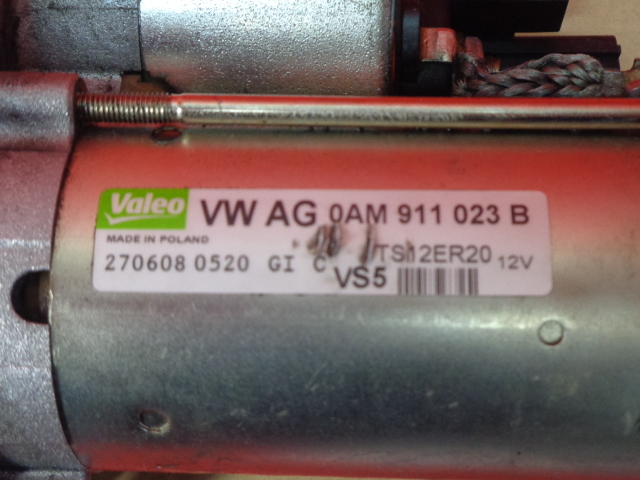 Valeo VW AG 0AM 911 023 B
MADE IN POLAND
270608 0520 GI C TS12ER20 12V
VS5